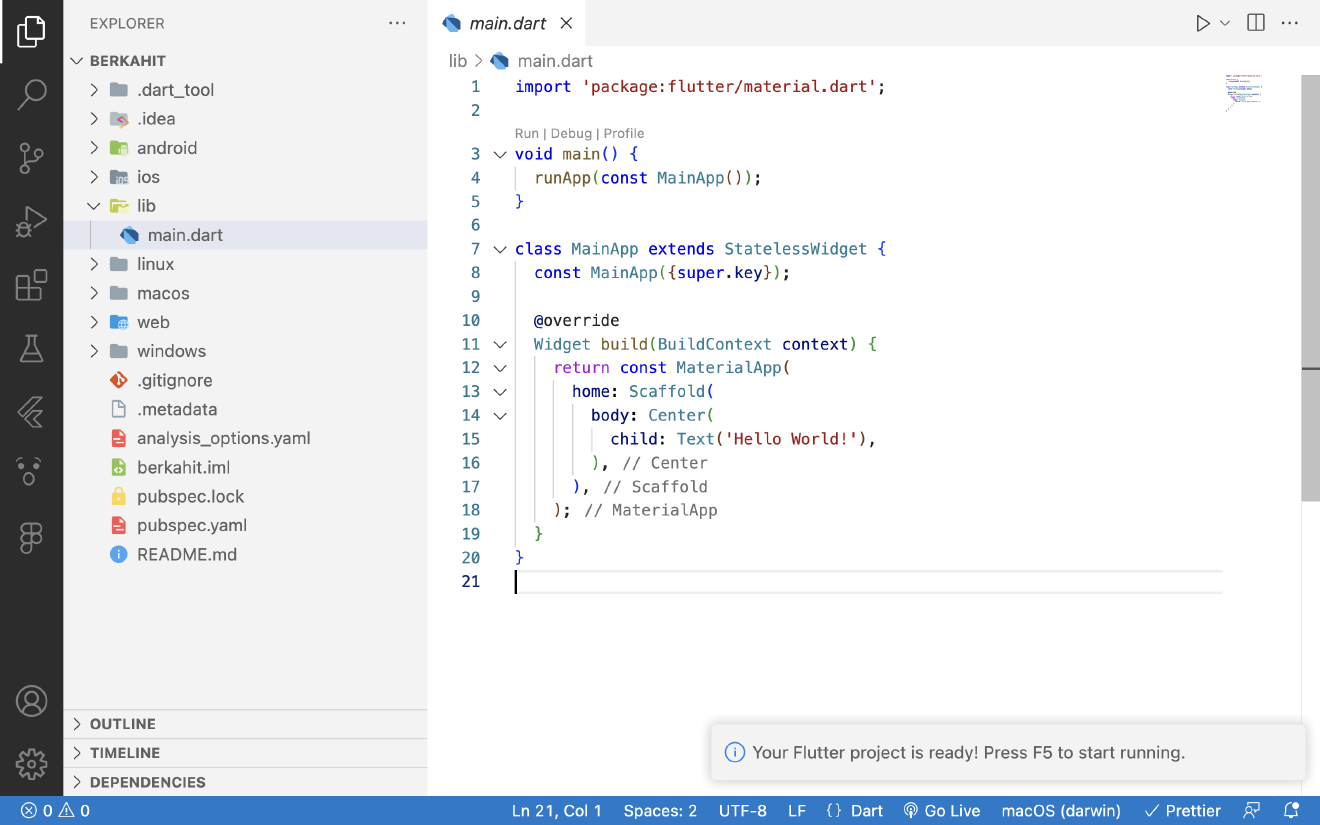 EXPLORER
BERKAHIT
.dart_tool
.idea
android
ios
lib
main.dart
linux
macos
web
windows
.gitignore
.metadata
analysis_options.yaml
berkahit.iml
pubspec.lock
pubspec.yaml
README.md
OUTLINE
TIMELINE
DEPENDENCIES
main.dart
lib > main.dart
1 import 'package:flutter/material.dart';
2
Run | Debug | Profile
3 void main() {
4 runApp(const MainApp());
5 }
6
7 class MainApp extends StatelessWidget {
8 const MainApp({super.key});
9
10 @override
11 Widget build(BuildContext context) {
12 return const MaterialApp(
13 home: Scaffold(
14 body: Center(
15 child: Text('Hello World!'),
16 ), // Center
17 ), // Scaffold
18 ); // MaterialApp
19 }
20 }
21
Your Flutter project is ready! Press F5 to start running.
0 0 Ln 21, Col 1 Spaces: 2 UTF-8 LF {} Dart Go Live macOS (darwin) Prettier